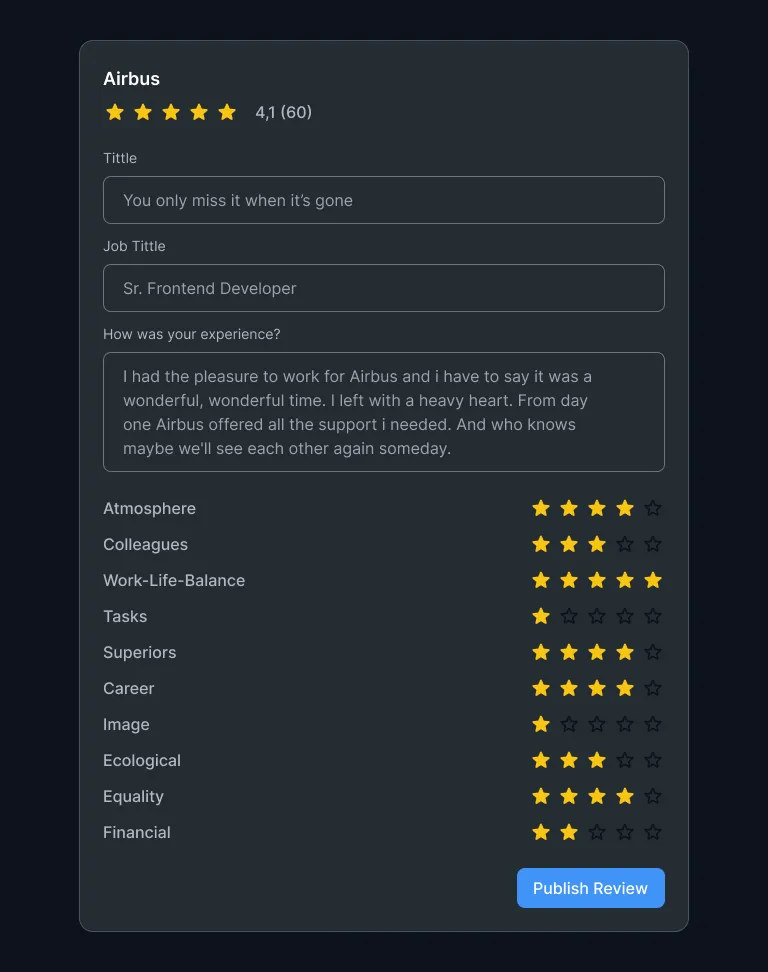 Airbus
4,1 (60)
Tittle
You only miss it when it’s gone
Job Tittle
Sr. Frontend Developer
How was your experience?
I had the pleasure to work for Airbus and i have to say it was a
wonderful, wonderful time. I left with a heavy heart. From day
one Airbus offered all the support i needed. And who knows
maybe we'll see each other again someday.
Atmosphere
Colleagues
Work-Life-Balance
Tasks
Superiors
Career
Image
Ecological
Equality
Financial
Publish Review